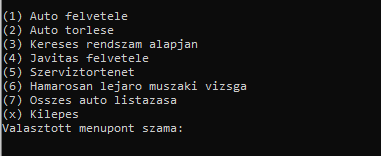 (1) Auto felvetele
(2) Auto torlese
(3) Kereses rendszam alapjan
(4) Javitas felvetele
(5) Szerviztortenet
(6) Hamarosan lejaro muszaki vizsga
(7) Osszes auto listazasa
(x) Kilepes
Valasztott menupont szama: